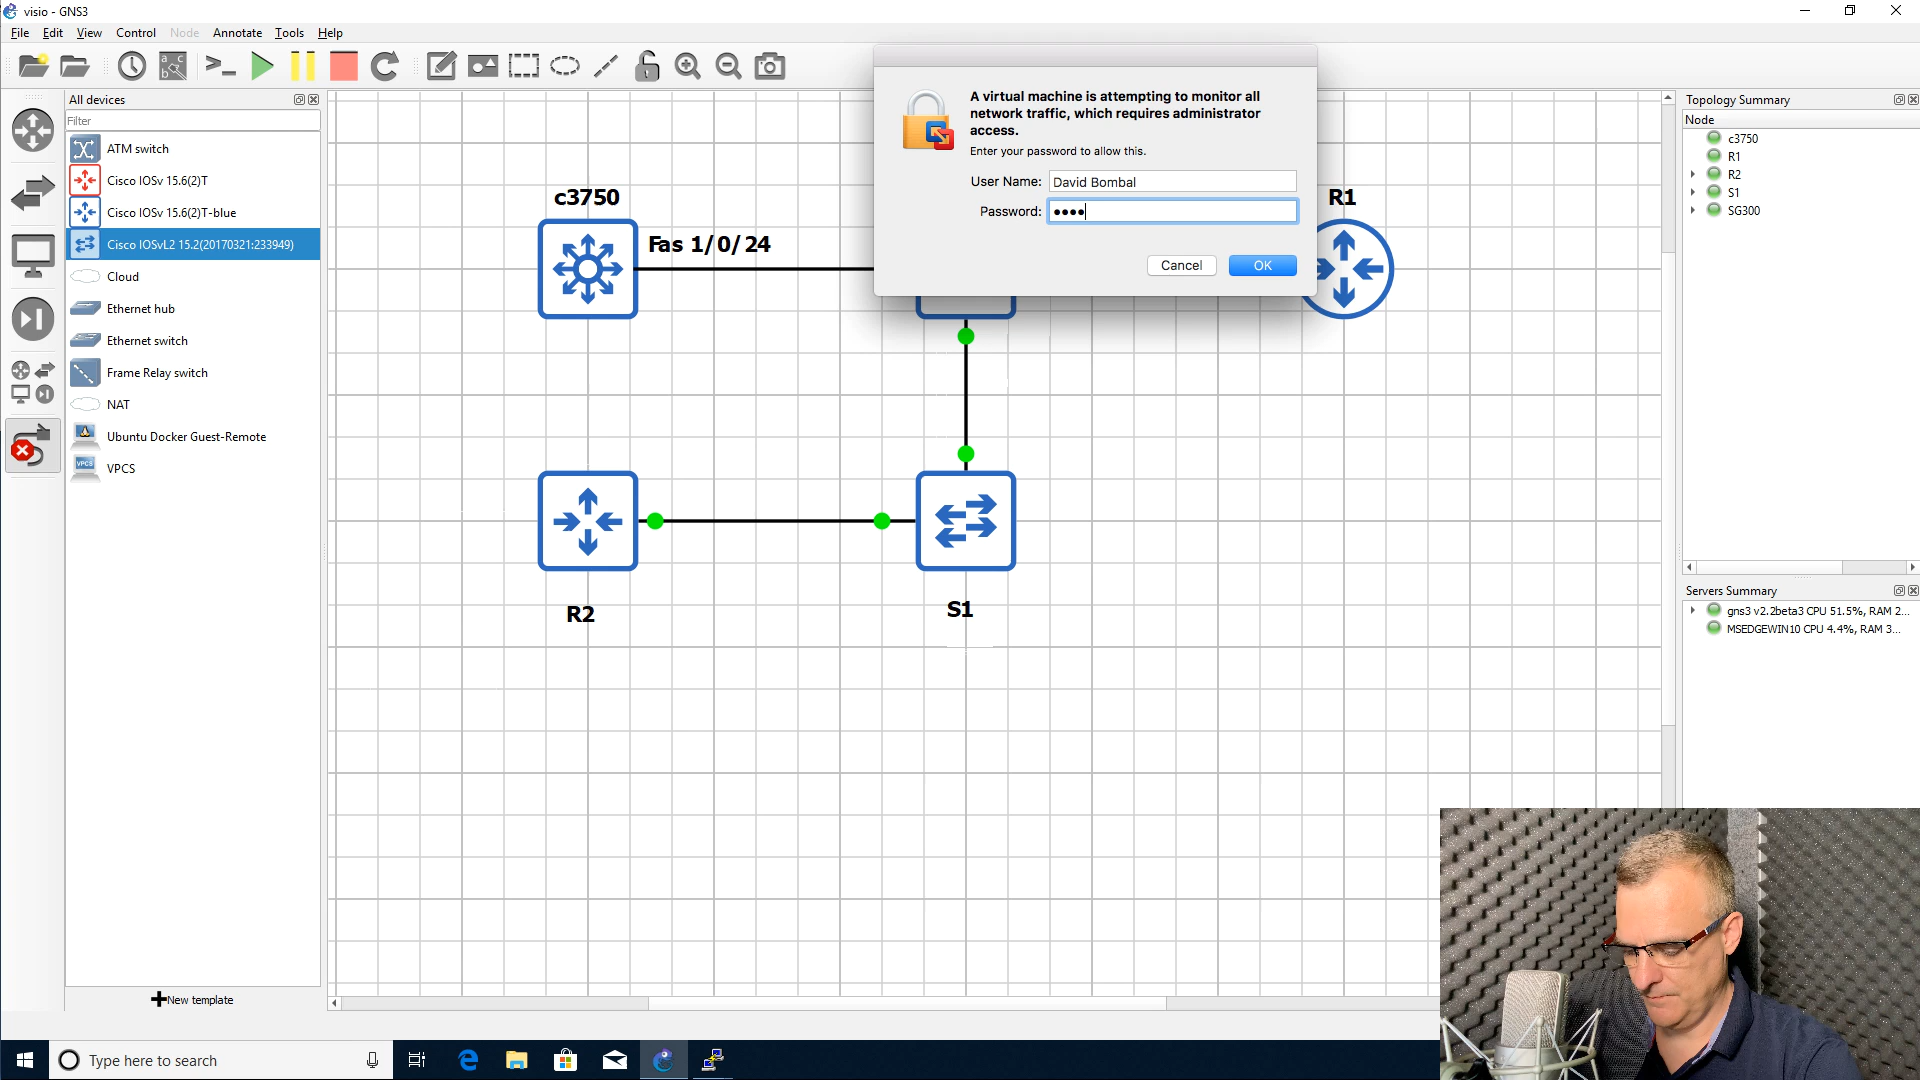 visio - GNS3
File Edit View Control Node Annotate Tools Help
All devices
Filter
ATM switch
Cisco IOSv 15.6(2)T
Cisco IOSv 15.6(2)T-blue
Cisco IOSvL2 15.2(20170321:233949)
Cloud
Ethernet hub
Ethernet switch
Frame Relay switch
NAT
Ubuntu Docker Guest-Remote
VPCS
VPCS
New template
c3750
Fas 1/0/24
R1
R2
S1
A virtual machine is attempting to monitor all
network traffic, which requires administrator
access.
Enter your password to allow this.
User Name: David Bombal
Password: ••••
Cancel OK
Topology Summary
Node
c3750
R1
R2
S1
SG300
Servers Summary
gns3 v2.2beta3 CPU 51.5%, RAM 2...
MSEDGEWIN10 CPU 4.4%, RAM 3...
Type here to search